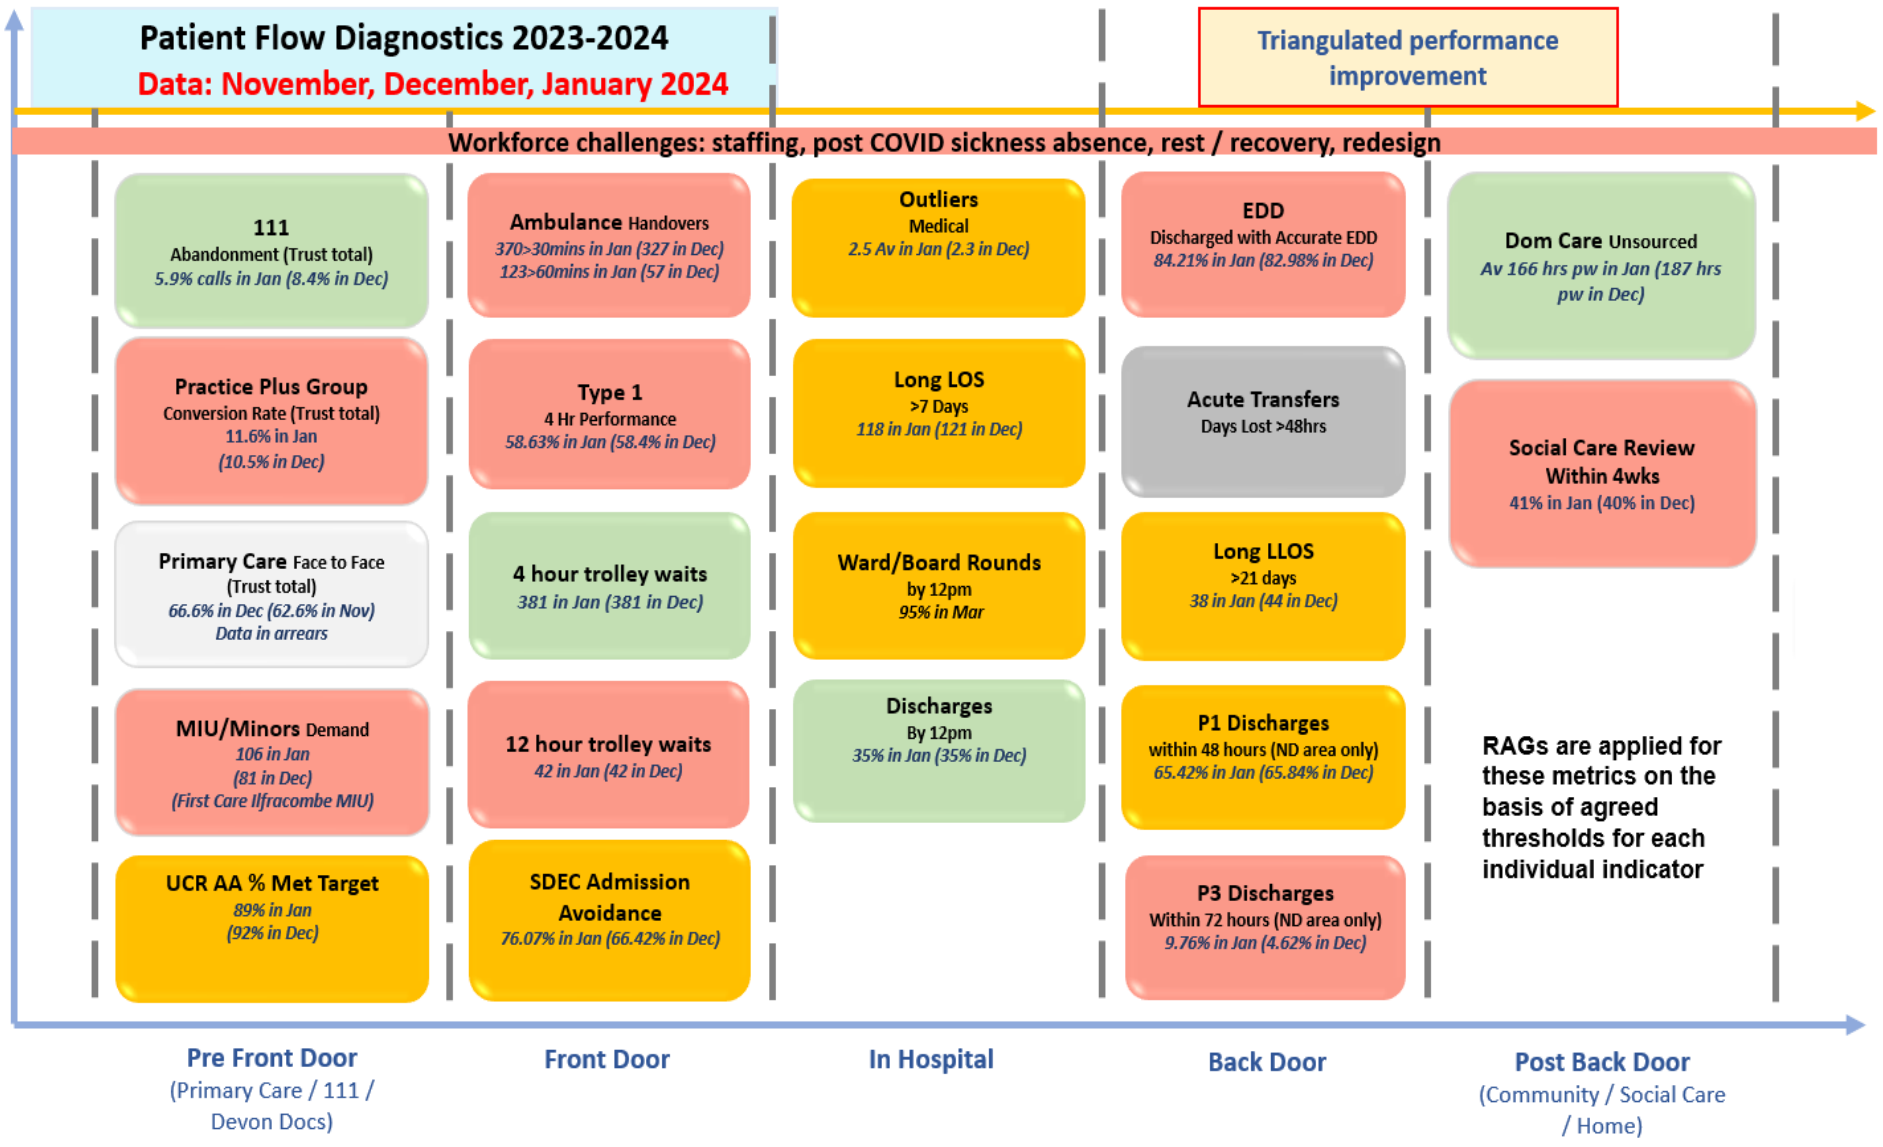 Patient Flow Diagnostics 2023-2024
Data: November, December, January 2024
Triangulated performance
improvement
Workforce challenges: staffing, post COVID sickness absence, rest / recovery, redesign
111
Abandonment (Trust total)
5.9% calls in Jan (8.4% in Dec)
Practice Plus Group
Conversion Rate (Trust total)
11.6% in Jan
(10.5% in Dec)
Primary Care Face to Face
(Trust total)
66.6% in Dec (62.6% in Nov)
Data in arrears
MIU/Minors Demand
106 in Jan
(81 in Dec)
(First Care Ilfracombe MIU)
UCR AA % Met Target
89% in Jan
(92% in Dec)
Ambulance Handovers
370>30mins in Jan (327 in Dec)
123>60mins in Jan (57 in Dec)
Type 1
4 Hr Performance
58.63% in Jan (58.4% in Dec)
4 hour trolley waits
381 in Jan (381 in Dec)
12 hour trolley waits
42 in Jan (42 in Dec)
SDEC Admission
Avoidance
76.07% in Jan (66.42% in Dec)
Outliers
Medical
2.5 Av in Jan (2.3 in Dec)
Long LOS
>7 Days
118 in Jan (121 in Dec)
Ward/Board Rounds
by 12pm
95% in Mar
Discharges
By 12pm
35% in Jan (35% in Dec)
EDD
Discharged with Accurate EDD
84.21% in Jan (82.98% in Dec)
Acute Transfers
Days Lost >48hrs
Long LLOS
>21 days
38 in Jan (44 in Dec)
P1 Discharges
within 48 hours (ND area only)
65.42% in Jan (65.84% in Dec)
P3 Discharges
Within 72 hours (ND area only)
9.76% in Jan (4.62% in Dec)
Dom Care Unsourced
Av 166 hrs pw in Jan (187 hrs
pw in Dec)
Social Care Review
Within 4wks
41% in Jan (40% in Dec)
RAGs are applied for
these metrics on the
basis of agreed
thresholds for each
individual indicator
Pre Front Door
(Primary Care / 111 /
Devon Docs)
Front Door
In Hospital
Back Door
Post Back Door
(Community / Social Care
/ Home)